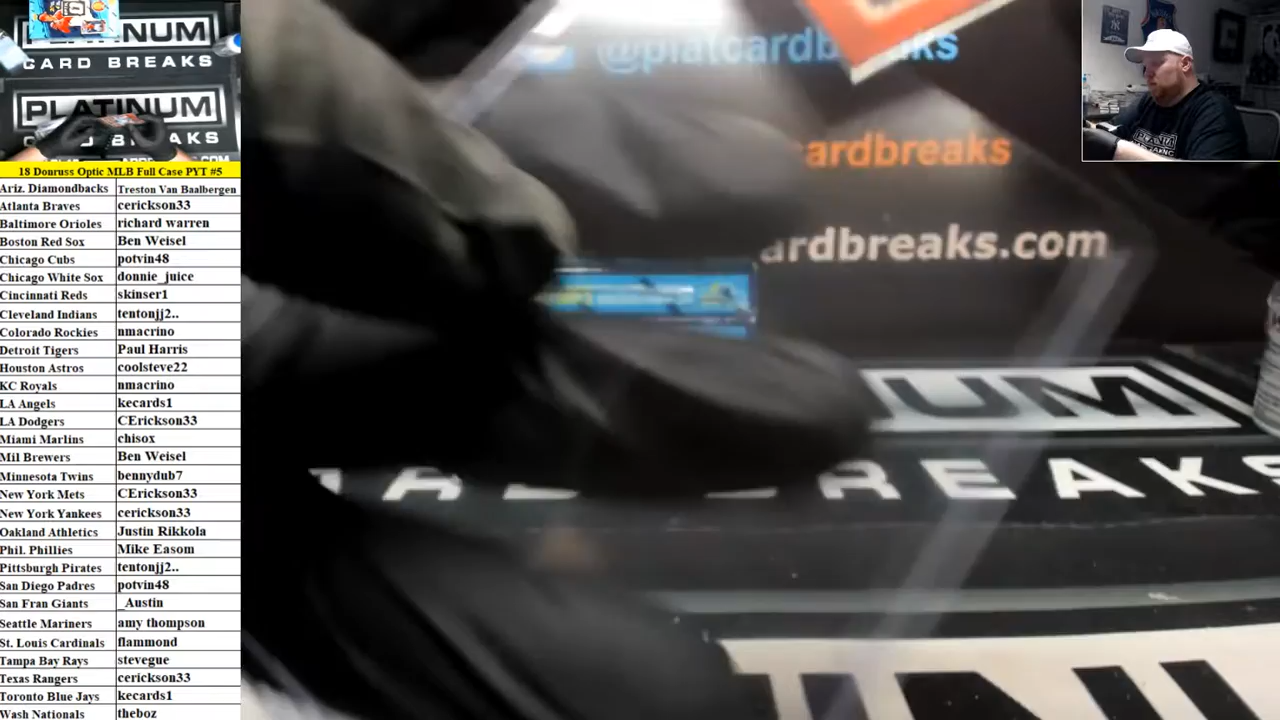 PLATINUM
CARD BREAKS
PLATINUM
18 Donruss Optic MLB Full Case PYT #5
Ariz. Diamondbacks Treston Van Baalbergen
Atlanta Braves cerickson33
Baltimore Orioles richard warren
Boston Red Sox Ben Weisel
Chicago Cubs potvin48
Chicago White Sox donnie_juice
Cincinnati Reds skinser1
Cleveland Indians tentonjj2..
Colorado Rockies nmacrino
Detroit Tigers Paul Harris
Houston Astros coolsteve22
KC Royals nmacrino
LA Angels kecards1
LA Dodgers CErickson33
Miami Marlins chisox
Mil Brewers Ben Weisel
Minnesota Twins bennydub7
New York Mets CErickson33
New York Yankees cerickson33
Oakland Athletics Justin Rikkola
Phil. Phillies Mike Easom
Pittsburgh Pirates tentonjj2..
San Diego Padres potvin48
San Fran Giants _Austin
Seattle Mariners amy thompson
St. Louis Cardinals flammond
Tampa Bay Rays stevegue
Texas Rangers cerickson33
Toronto Blue Jays kecards1
Wash Nationals theboz
@platcardbreaks
ardbreaks
ardbreaks.com
UM
BREAKS